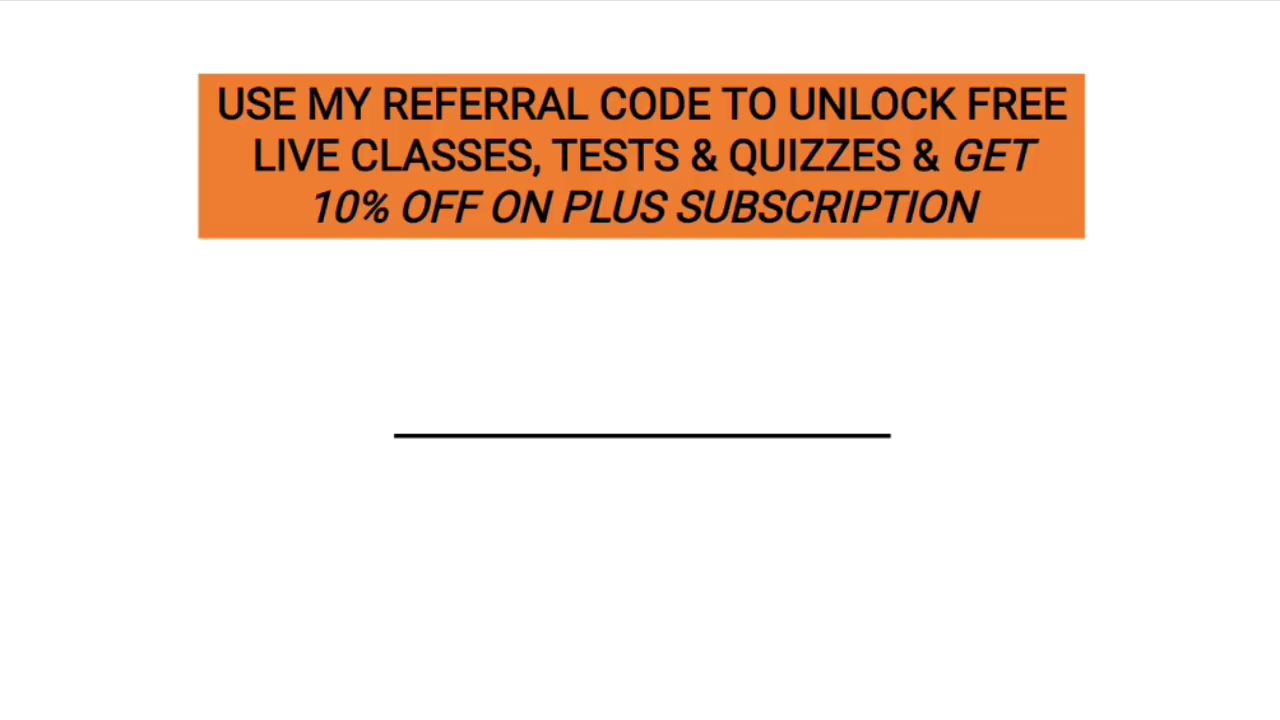 USE MY REFERRAL CODE TO UNLOCK FREE
LIVE CLASSES, TESTS & QUIZZES & GET
10% OFF ON PLUS SUBSCRIPTION